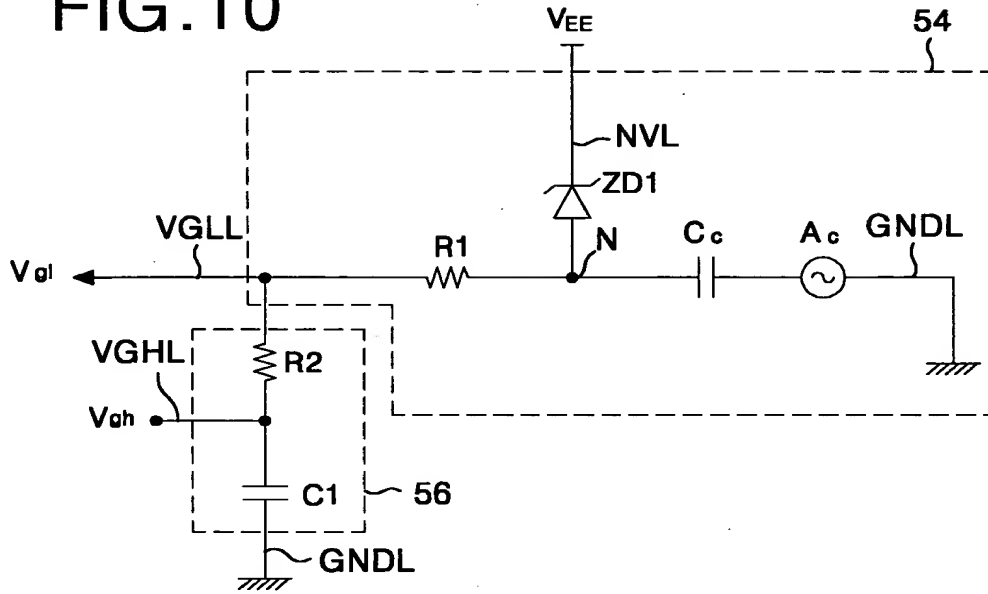 FIG.10
VEE
54
NVL
ZD1
VGLL
R1
N
Cc
Ac
GNDL
Vgl
VGHL
R2
Vgh
C1
56
GNDL